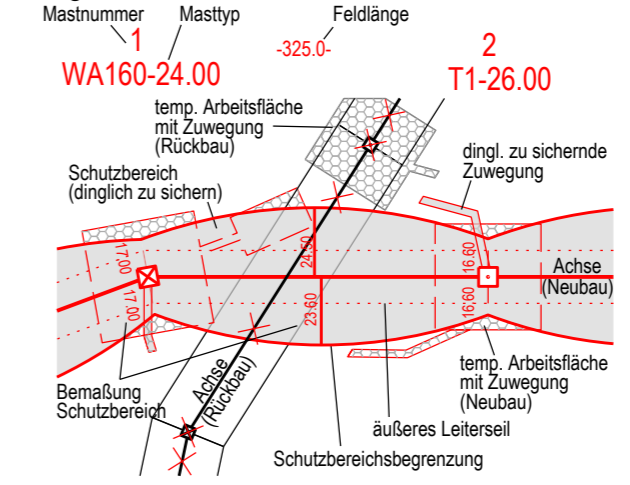 Mastnummer
Masttyp
Feldlänge
1
WA160-24.00
-325.0-
2
T1-26.00
temp. Arbeitsfläche
mit Zuwegung
(Rückbau)
dingl. zu sichernde
Zuwegung
Schutzbereich
(dinglich zu sichern)
17.00
17.00
24.50
23.60
16.60
16.60
Achse
(Neubau)
Achse
(Rückbau)
Bemaßung
Schutzbereich
temp. Arbeitsfläche
mit Zuwegung
(Neubau)
äußeres Leiterseil
Schutzbereichsbegrenzung